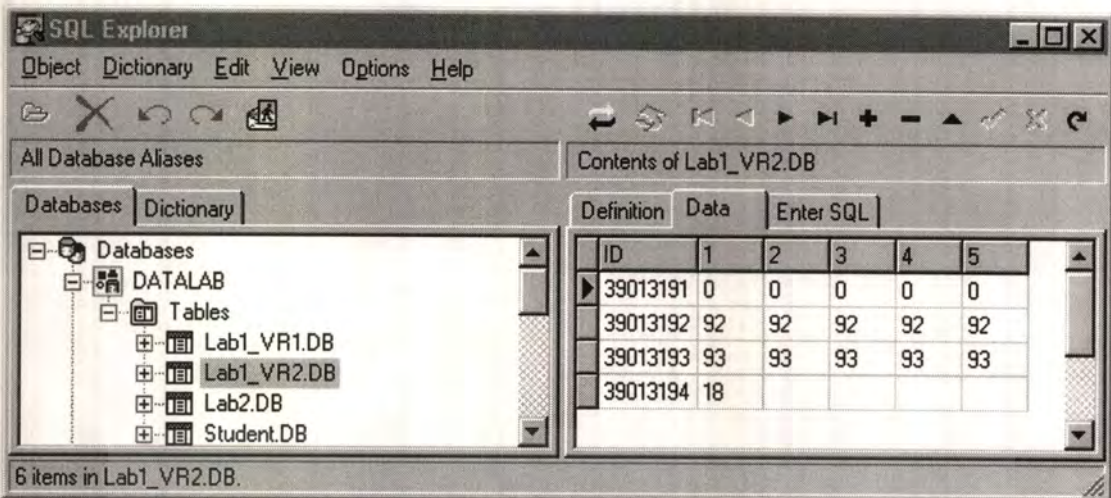 SQL Explorer
Object Dictionary Edit View Options Help
All Database Aliases
Contents of Lab1_VR2.DB
Databases Dictionary
Definition Data Enter SQL
Databases
DATALAB
Tables
Lab1_VR1.DB
Lab1_VR2.DB
Lab2.DB
Student.DB
ID 1 2 3 4 5
39013191 0 0 0 0 0
39013192 92 92 92 92 92
39013193 93 93 93 93 93
39013194 18
6 items in Lab1_VR2.DB.